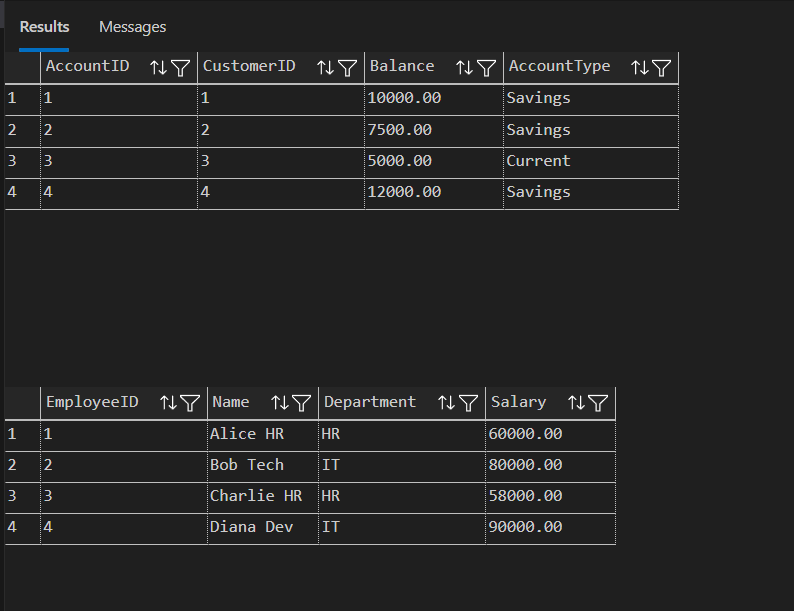 Results Messages
AccountID CustomerID Balance AccountType
1 1 1 10000.00 Savings
2 2 2 7500.00 Savings
3 3 3 5000.00 Current
4 4 4 12000.00 Savings
EmployeeID Name Department Salary
1 1 Alice HR HR 60000.00
2 2 Bob Tech IT 80000.00
3 3 Charlie HR HR 58000.00
4 4 Diana Dev IT 90000.00